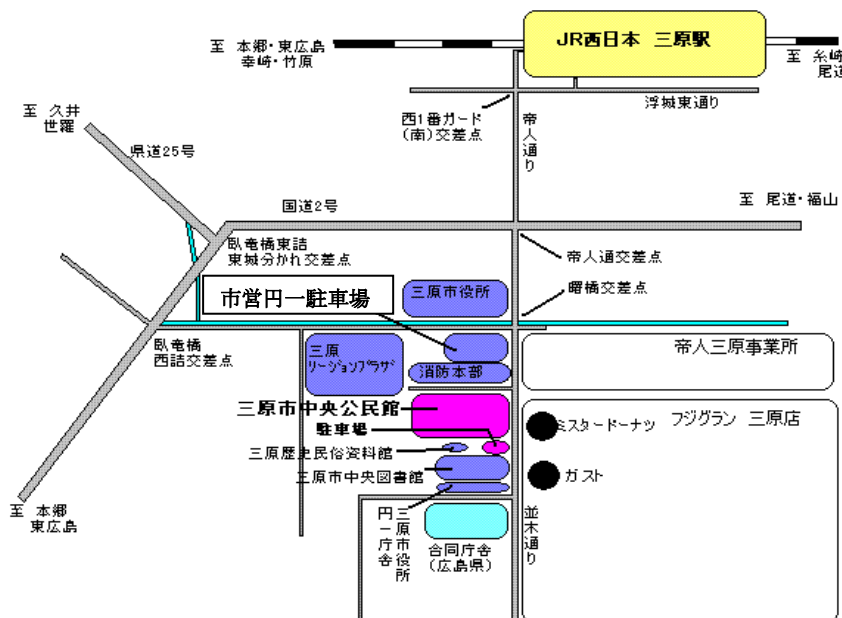 JR西日本 三原駅
至 本郷・東広島
幸崎・竹原
至 糸崎
尾道
浮城東通り
西1番ガード
(南)交差点
帝人通り
至 久井
世羅
県道25号
国道2号
至 尾道・福山
臥竜橋東詰
東城分かれ交差点
帝人通交差点
市営円一駐車場
三原市役所
曙橋交差点
臥竜橋
西詰交差点
三原
リージョンプラザ
消防本部
帝人三原事業所
三原市中央公民館
駐車場
三原歴史民俗資料館
三原市中央図書館
ミスタードーナツ
フジグラン 三原店
ガスト
至 本郷
東広島
三原市役所
円一庁舎
合同庁舎
(広島県)
並木通り